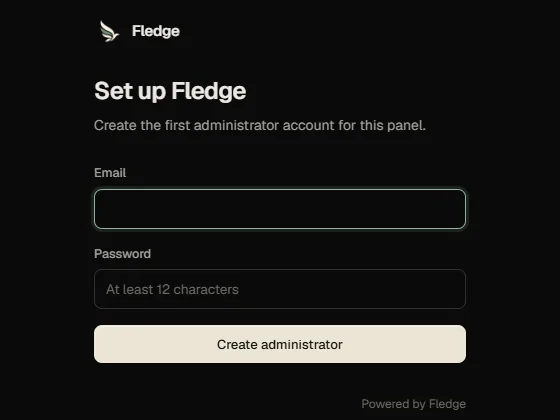 Fledge
Set up Fledge
Create the first administrator account for this panel.
Email
Password
At least 12 characters
Create administrator
Powered by Fledge